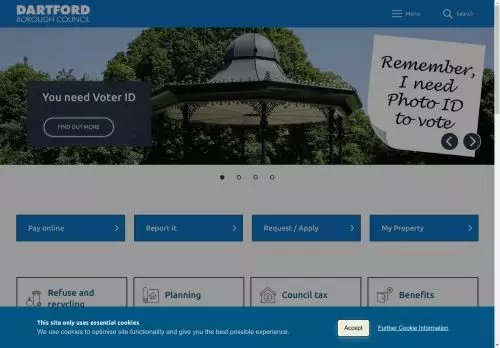 DARTFORD
BOROUGH COUNCIL
Menu
Search
You need Voter ID
FIND OUT MORE
Remember,
I need
Photo ID
to vote
Pay online
Report it
Request / Apply
My Property
Refuse and
recycling
Planning
Council tax
Benefits
This site only uses essential cookies
We use cookies to optimise site functionality and give you the best possible experience.
Accept
Further Cookie Information